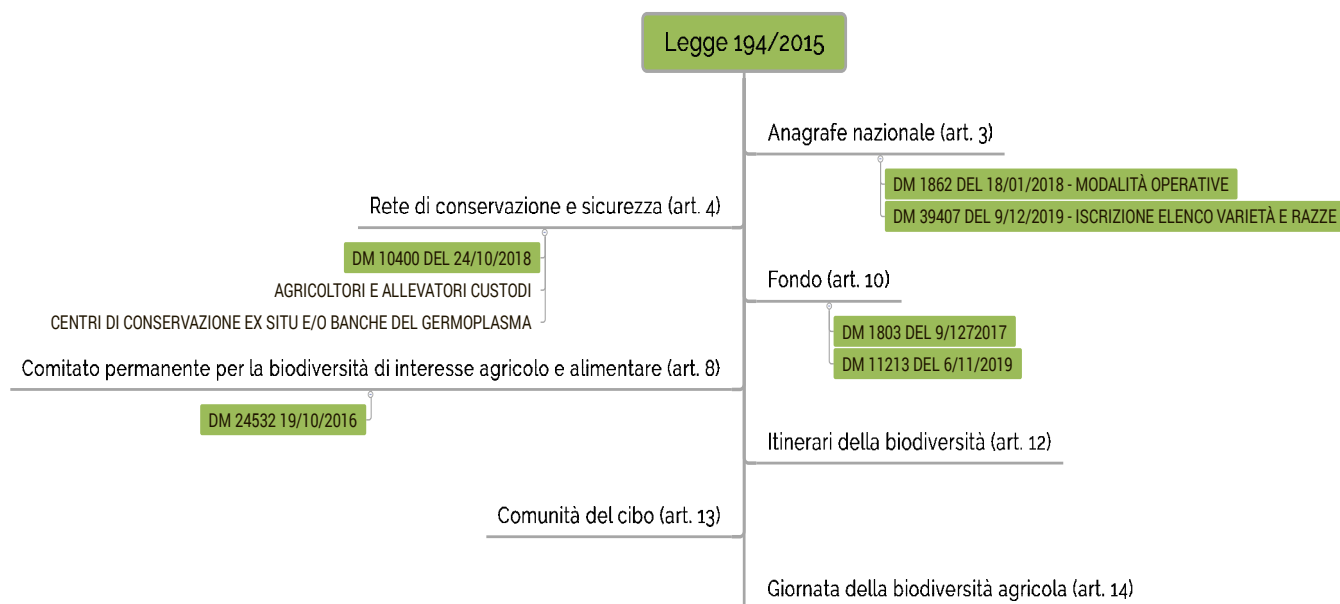 Legge 194/2015
Anagrafe nazionale (art. 3)
DM 1862 DEL 18/01/2018 - MODALITÀ OPERATIVE
DM 39407 DEL 9/12/2019 - ISCRIZIONE ELENCO VARIETÀ E RAZZE
Rete di conservazione e sicurezza (art. 4)
DM 10400 DEL 24/10/2018
AGRICOLTORI E ALLEVATORI CUSTODI
CENTRI DI CONSERVAZIONE EX SITU E/O BANCHE DEL GERMOPLASMA
Fondo (art. 10)
DM 1803 DEL 9/1272017
DM 11213 DEL 6/11/2019
Comitato permanente per la biodiversità di interesse agricolo e alimentare (art. 8)
DM 24532 19/10/2016
Itinerari della biodiversità (art. 12)
Comunità del cibo (art. 13)
Giornata della biodiversità agricola (art. 14)